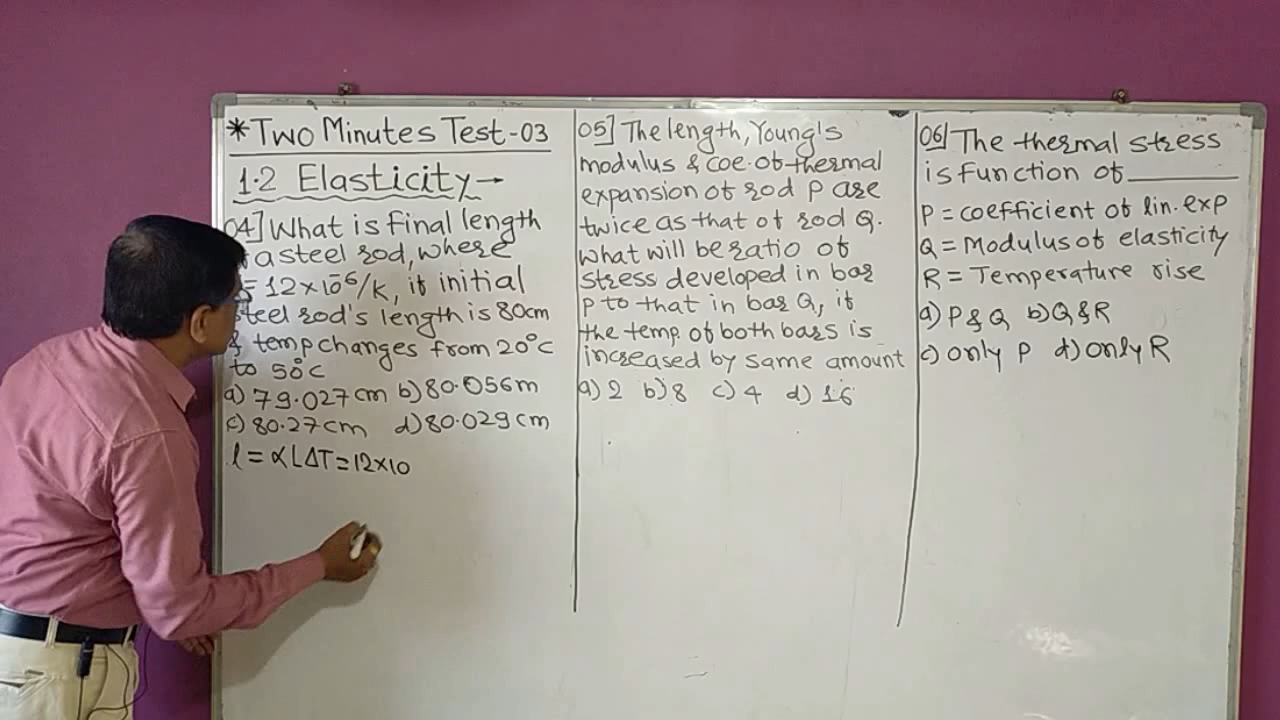 *Two Minutes Test-03
1.2 Elasticity→
04] What is final length
a steel rod, where
= 12×10⁻⁶/K, if initial
steel rod's length is 80cm
& temp changes from 20°C
to 50°C
a) 79.027cm b) 80.056m
c) 80.27cm d) 80.029cm
l = αLΔT = 12×10
05] The length, Young's
modulus & coe. of thermal
expansion of rod P are
twice as that of rod Q.
What will be ratio of
stress developed in bar
P to that in bar Q, if
the temp. of both bars is
increased by same amount
a) 2 b) 8 c) 4 d) 16
06] The thermal stress
is function of ______
P = coefficient of lin. exp
Q = Modulus of elasticity
R = Temperature rise
a) P & Q b) Q & R
c) only P d) only R